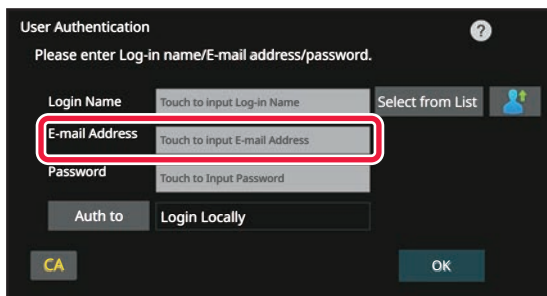 User Authentication ?
Please enter Log-in name/E-mail address/password.
Login Name Touch to input Log-in Name Select from List
E-mail Address Touch to input E-mail Address
Password Touch to Input Password
Auth to Login Locally
CA OK